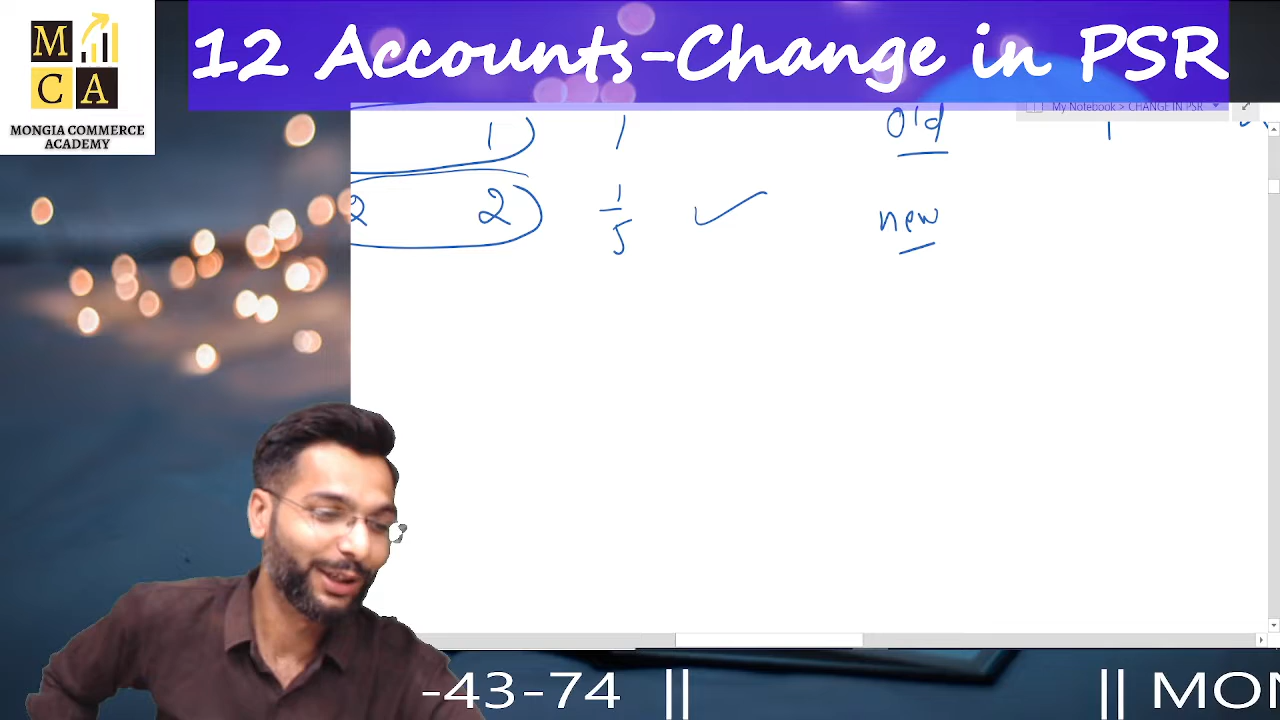 12 Accounts-Change in PSR
M
C A
MONGIA COMMERCE
ACADEMY
My Notebook > CHANGE IN PSR
1 1 Old 1
2 2 1/5 new
-43-74 || || MON